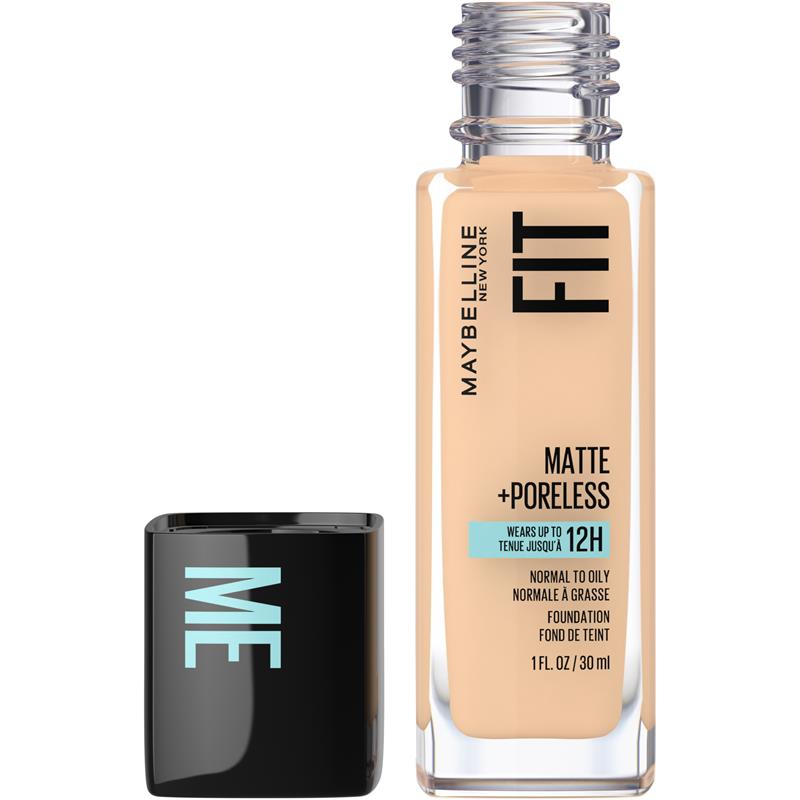 ME
MAYBELLINE
NEW YORK
FIT
MATTE
+PORELESS
WEARS UP TO
TENUE JUSQU'À
12H
NORMAL TO OILY
NORMALE À GRASSE
FOUNDATION
FOND DE TEINT
1 FL. OZ / 30 ml